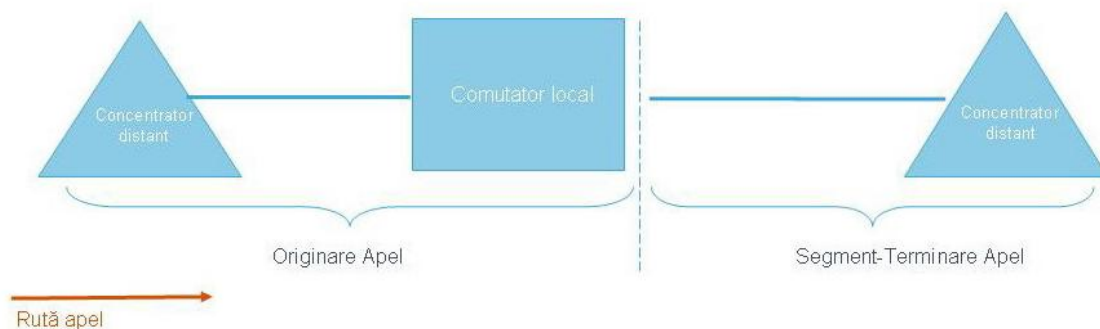 Concentrator
distant
Comutator local
Concentrator
distant
Originare Apel
Segment-Terminare Apel
Rută apel